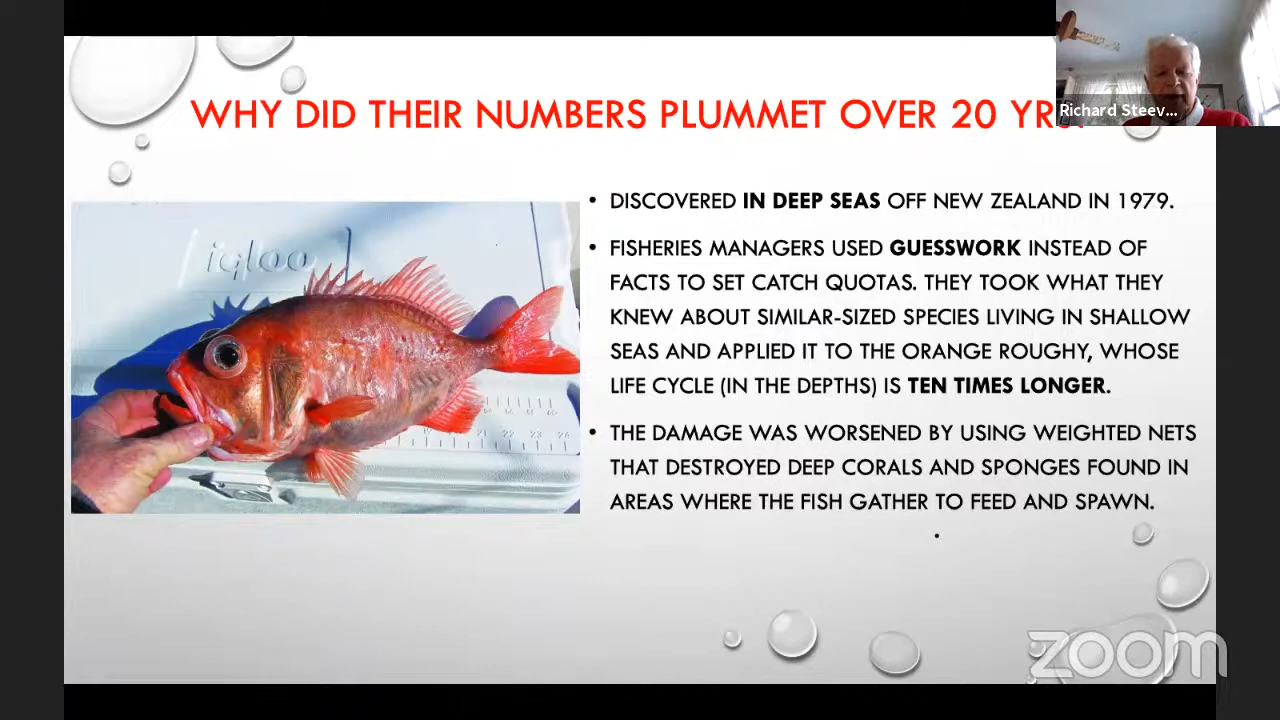 WHY DID THEIR NUMBERS PLUMMET OVER 20 YRS?
Richard Steev...
• DISCOVERED IN DEEP SEAS OFF NEW ZEALAND IN 1979.
• FISHERIES MANAGERS USED GUESSWORK INSTEAD OF
FACTS TO SET CATCH QUOTAS. THEY TOOK WHAT THEY
KNEW ABOUT SIMILAR-SIZED SPECIES LIVING IN SHALLOW
SEAS AND APPLIED IT TO THE ORANGE ROUGHY, WHOSE
LIFE CYCLE (IN THE DEPTHS) IS TEN TIMES LONGER.
• THE DAMAGE WAS WORSENED BY USING WEIGHTED NETS
THAT DESTROYED DEEP CORALS AND SPONGES FOUND IN
AREAS WHERE THE FISH GATHER TO FEED AND SPAWN.
igloo
zoom